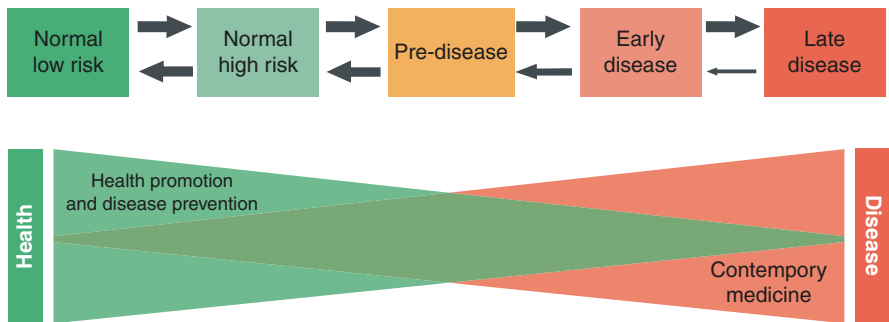 Normal
low risk
Normal
high risk
Pre-disease
Early
disease
Late
disease
Health promotion
and disease prevention
Health
Disease
Contempory
medicine